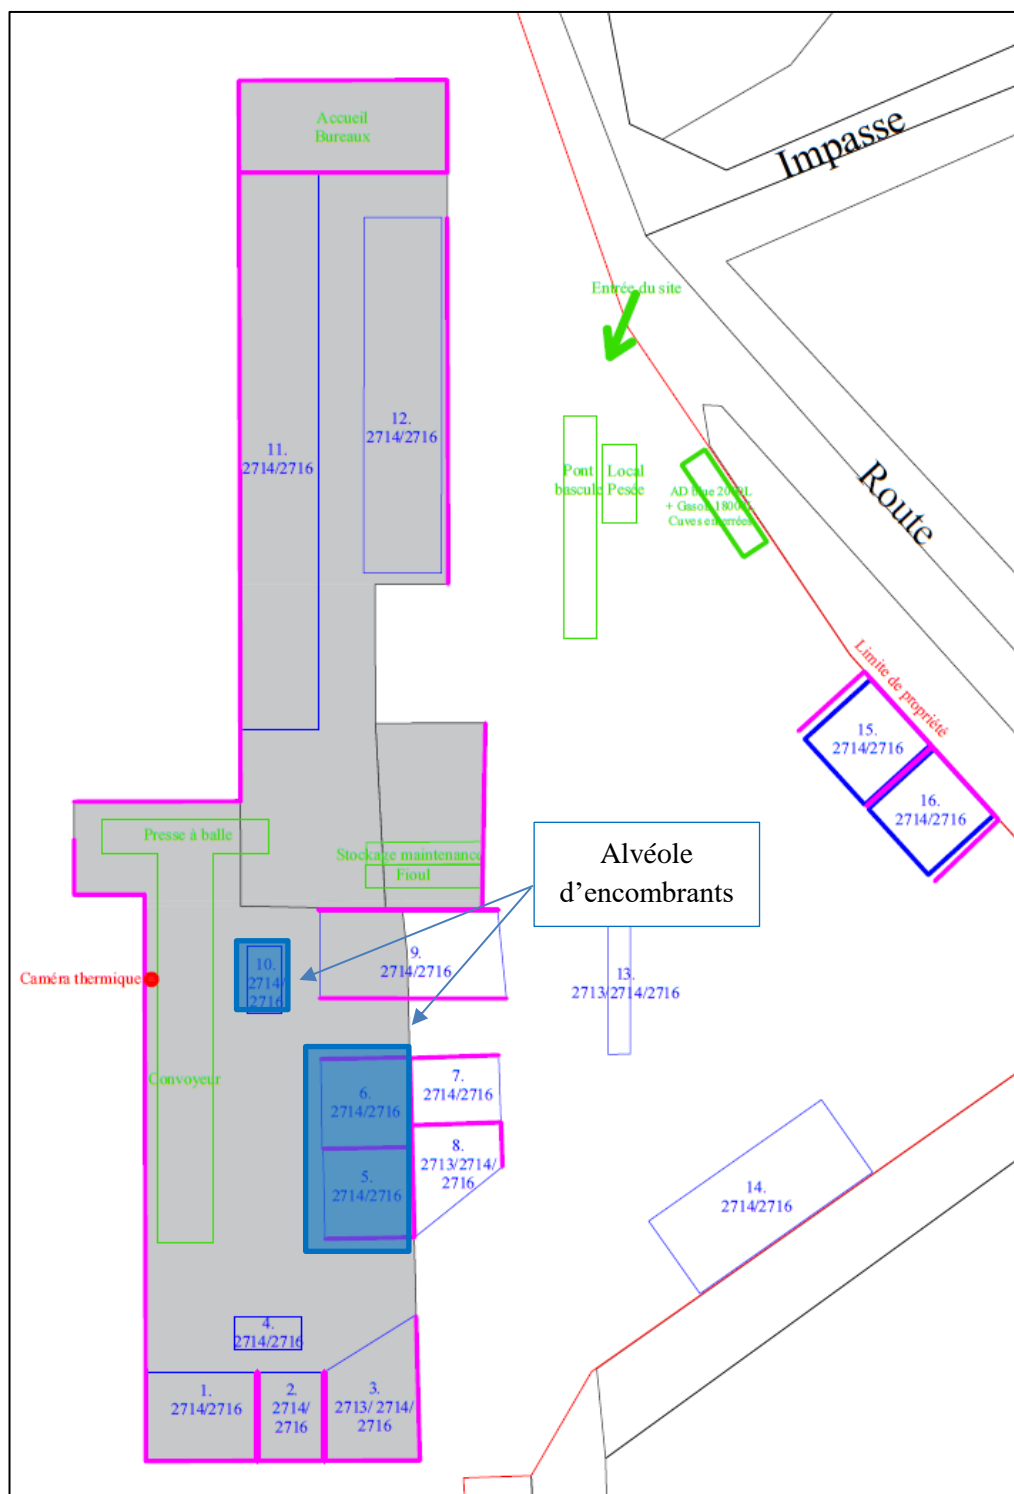 Accueil
Bureaux
Impasse
Entrée du site
12.
2714/2716
11.
2714/2716
Pont
bascule
Local
Pesée
+ Gasoil
Cuves enterrées
Route
Limite de propriété
15.
2714/2716
16.
2714/2716
Presse à balle
Stockage maintenance
Fioul
Alvéole
d’encombrants
9.
2714/2716
10.
2714/
2716
Caméra thermique
13.
2713/2714/2716
Convoyeur
6.
2714/2716
7.
2714/2716
8.
2713/2714/
2716
5.
2714/2716
14.
2714/2716
4.
2714/2716
1.
2714/2716
2.
2714/
2716
3.
2713/ 2714/
2716